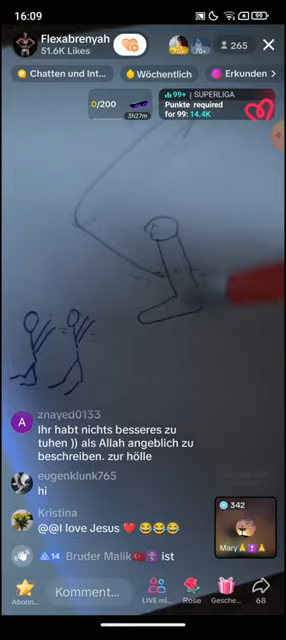 16:09
99
Flexabrenyah
51.6K Likes
265
Chatten und Int...
Wöchentlich
Erkunden
0/200
3h27m
99+ | SUPERLIGA
Punkte required
for 99: 14.4K
A
znayed0133
Ihr habt nichts besseres zu
tuhen )) als Allah angeblich zu
beschreiben. zur hölle
eugenklunk765
hi
Kristina
@@I love Jesus ❤️ 😂😂😂
14 Bruder Malik🇹🇷✝️ ist
342
Mary🙏✝️🙏
Abonn...
Komment...
LIVE mi...
Rose
Gesche...
68